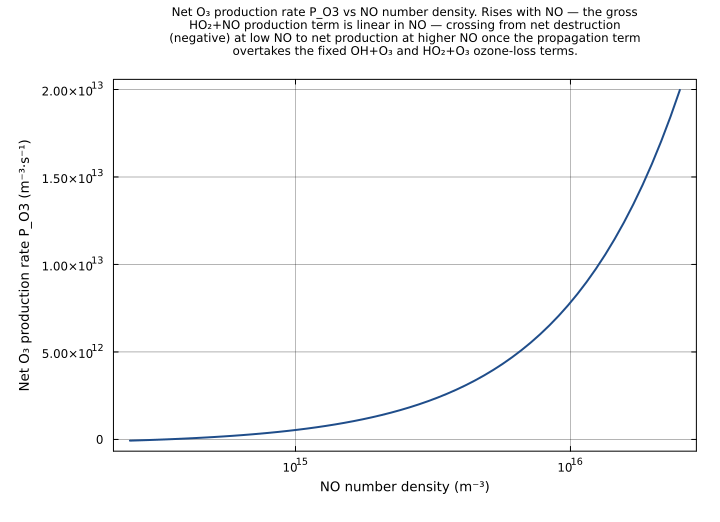 Net O₃ production rate P_O3 vs NO number density. Rises with NO — the gross
HO₂+NO production term is linear in NO — crossing from net destruction
(negative) at low NO to net production at higher NO once the propagation term
overtakes the fixed OH+O₃ and HO₂+O₃ ozone-loss terms.
Net O₃ production rate P_O3 (m⁻³·s⁻¹)
2.00×10¹³
1.50×10¹³
1.00×10¹³
5.00×10¹²
0
10¹⁵
10¹⁶
NO number density (m⁻³)